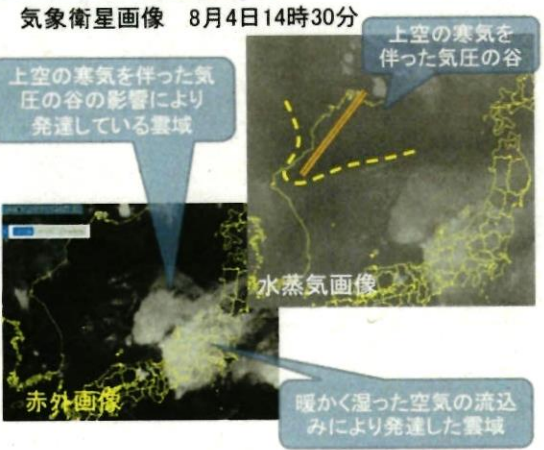 気象衛星画像　8月4日14時30分
上空の寒気を
伴った気圧の谷
上空の寒気を伴った気
圧の谷の影響により
発達している雲域
水蒸気画像
赤外画像
暖かく湿った空気の流込
みにより発達した雲域